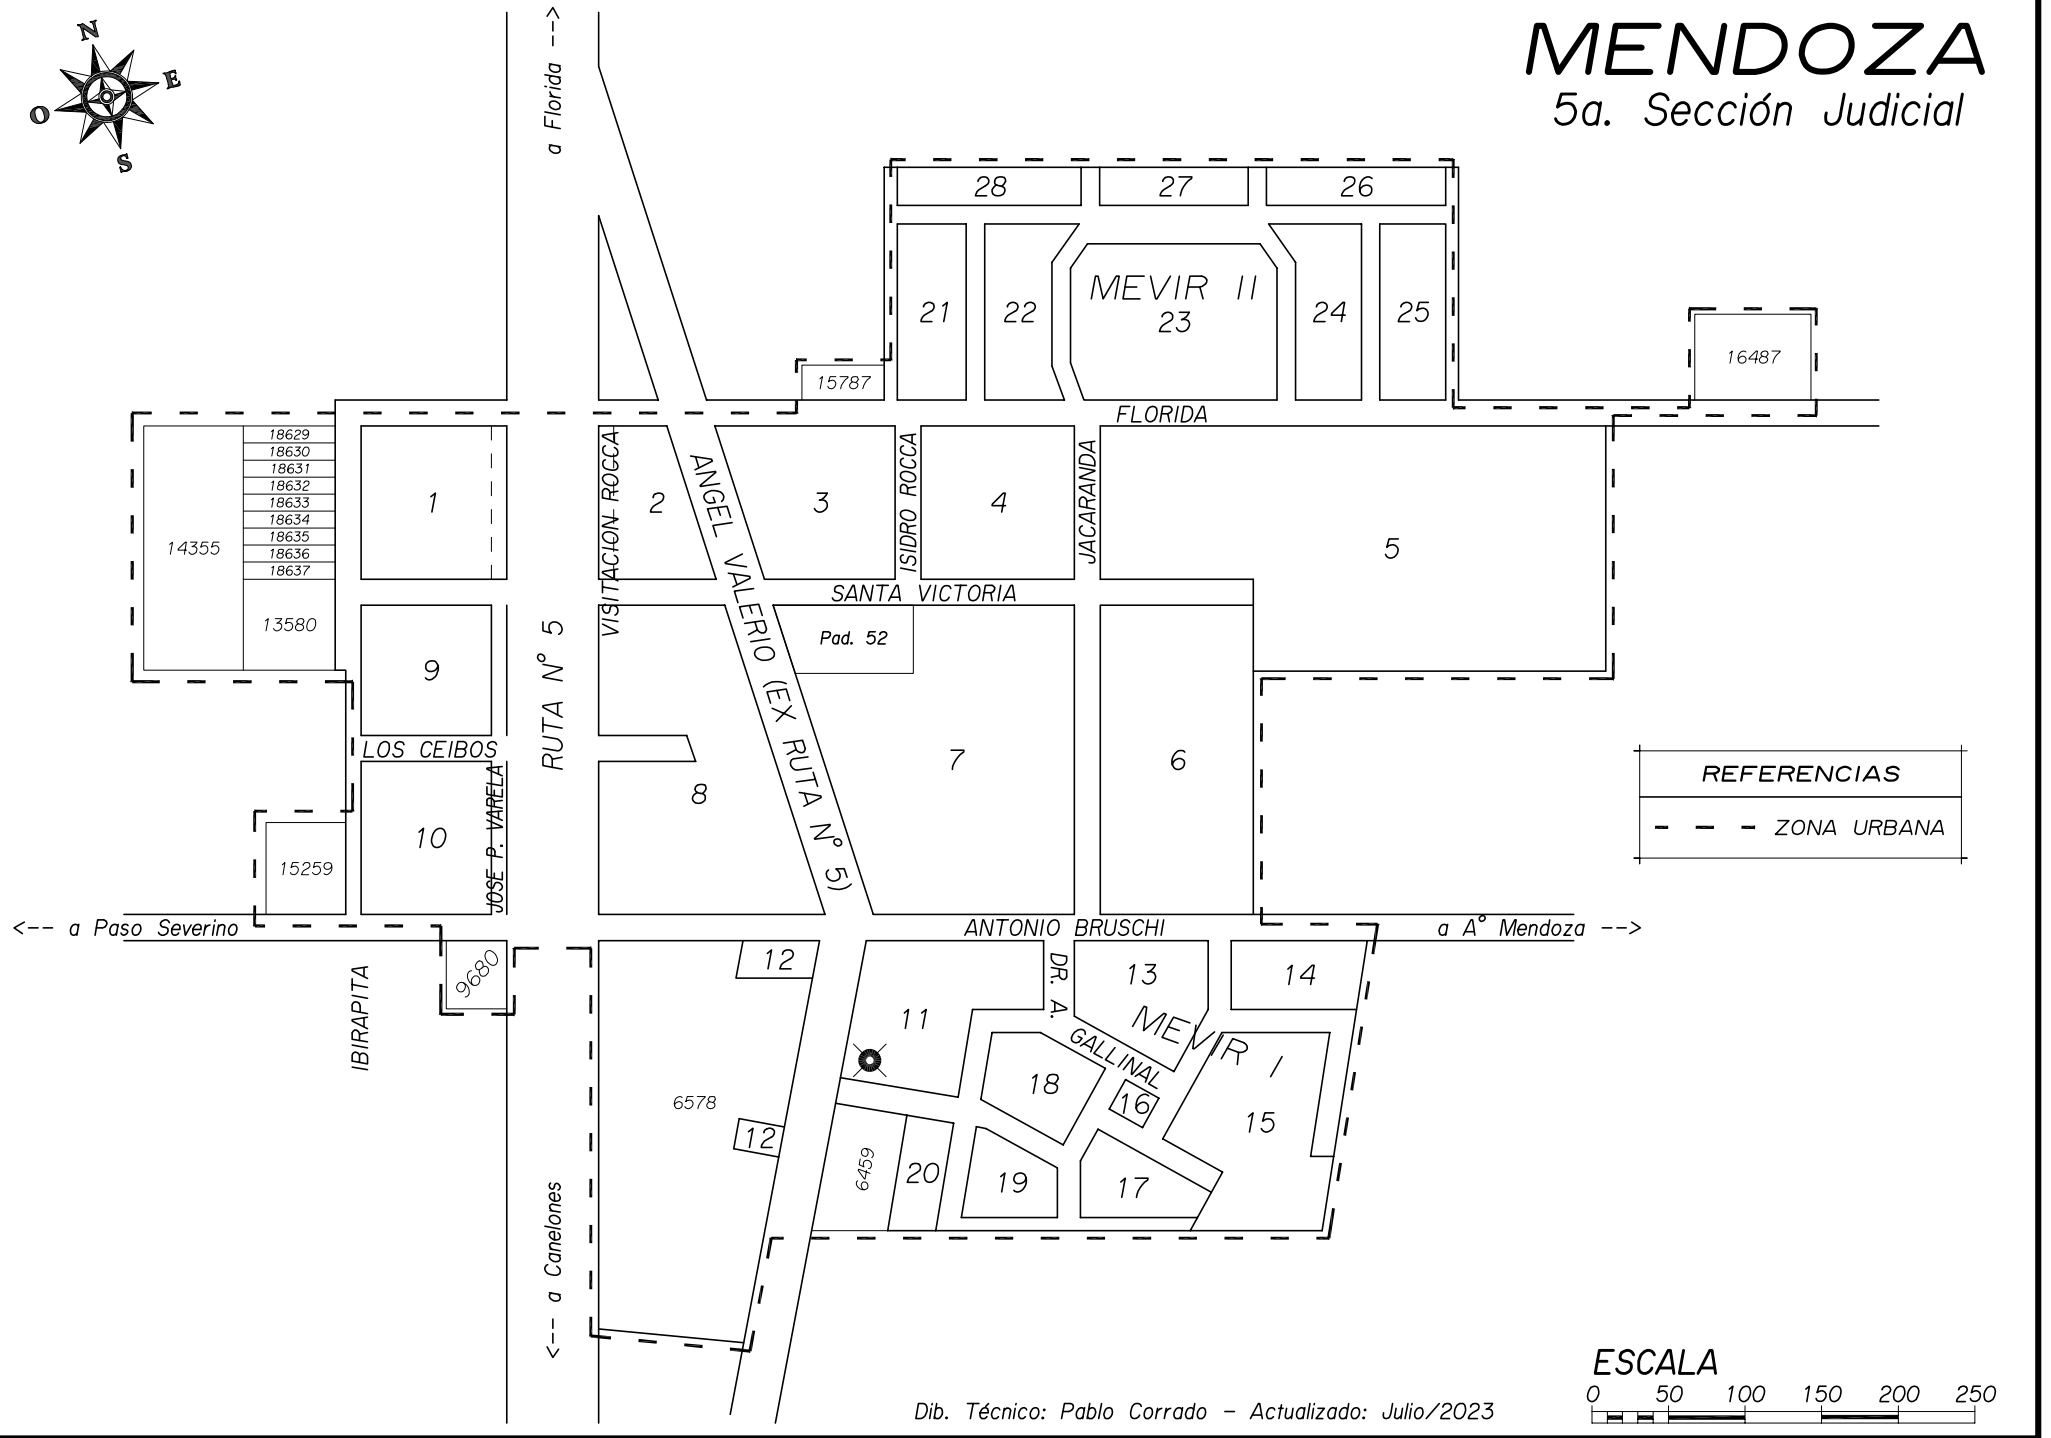 MENDOZA
5a. Sección Judicial
N
E
O
S
a Florida -->
28
27
26
21
22
MEVIR II
23
24
25
16487
15787
FLORIDA
18629
18630
18631
18632
18633
18634
18635
18636
18637
14355
13580
1
VISITACION ROCCA
2
ANGEL VALERIO (EX RUTA N° 5)
3
ISIDRO ROCCA
4
JACARANDA
5
SANTA VICTORIA
Pad. 52
9
RUTA N° 5
LOS CEIBOS
JOSE P. VARELA
10
15259
8
7
6
REFERENCIAS
ZONA URBANA
<-- a Paso Severino
ANTONIO BRUSCHI
a A° Mendoza -->
IBIRAPITA
9680
12
11
DR. A. GALLINAL
13
14
MEVIR I
18
16
15
6578
12
6459
20
19
17
<-- a Canelones
ESCALA
0 50 100 150 200 250
Dib. Técnico: Pablo Corrado - Actualizado: Julio/2023